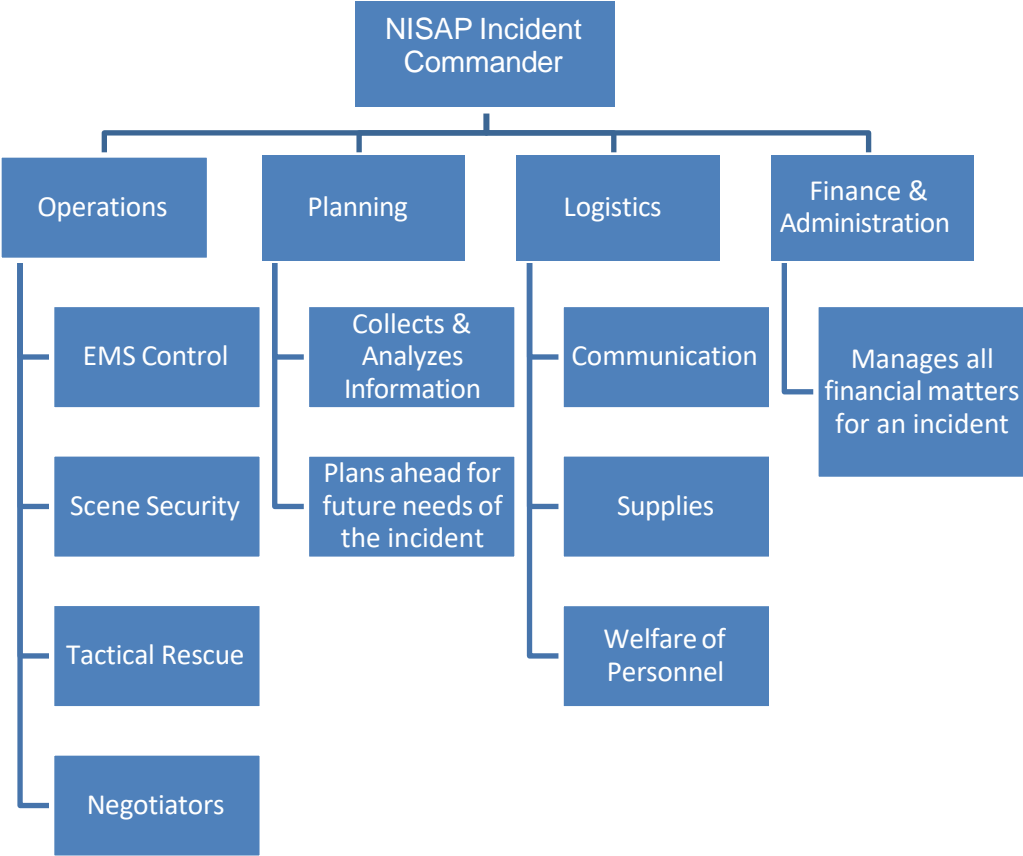 NISAP Incident
Commander
Operations
Planning
Logistics
Finance &
Administration
EMS Control
Scene Security
Tactical Rescue
Negotiators
Collects &
Analyzes
Information
Plans ahead for
future needs of
the incident
Communication
Supplies
Welfare of
Personnel
Manages all
financial matters
for an incident